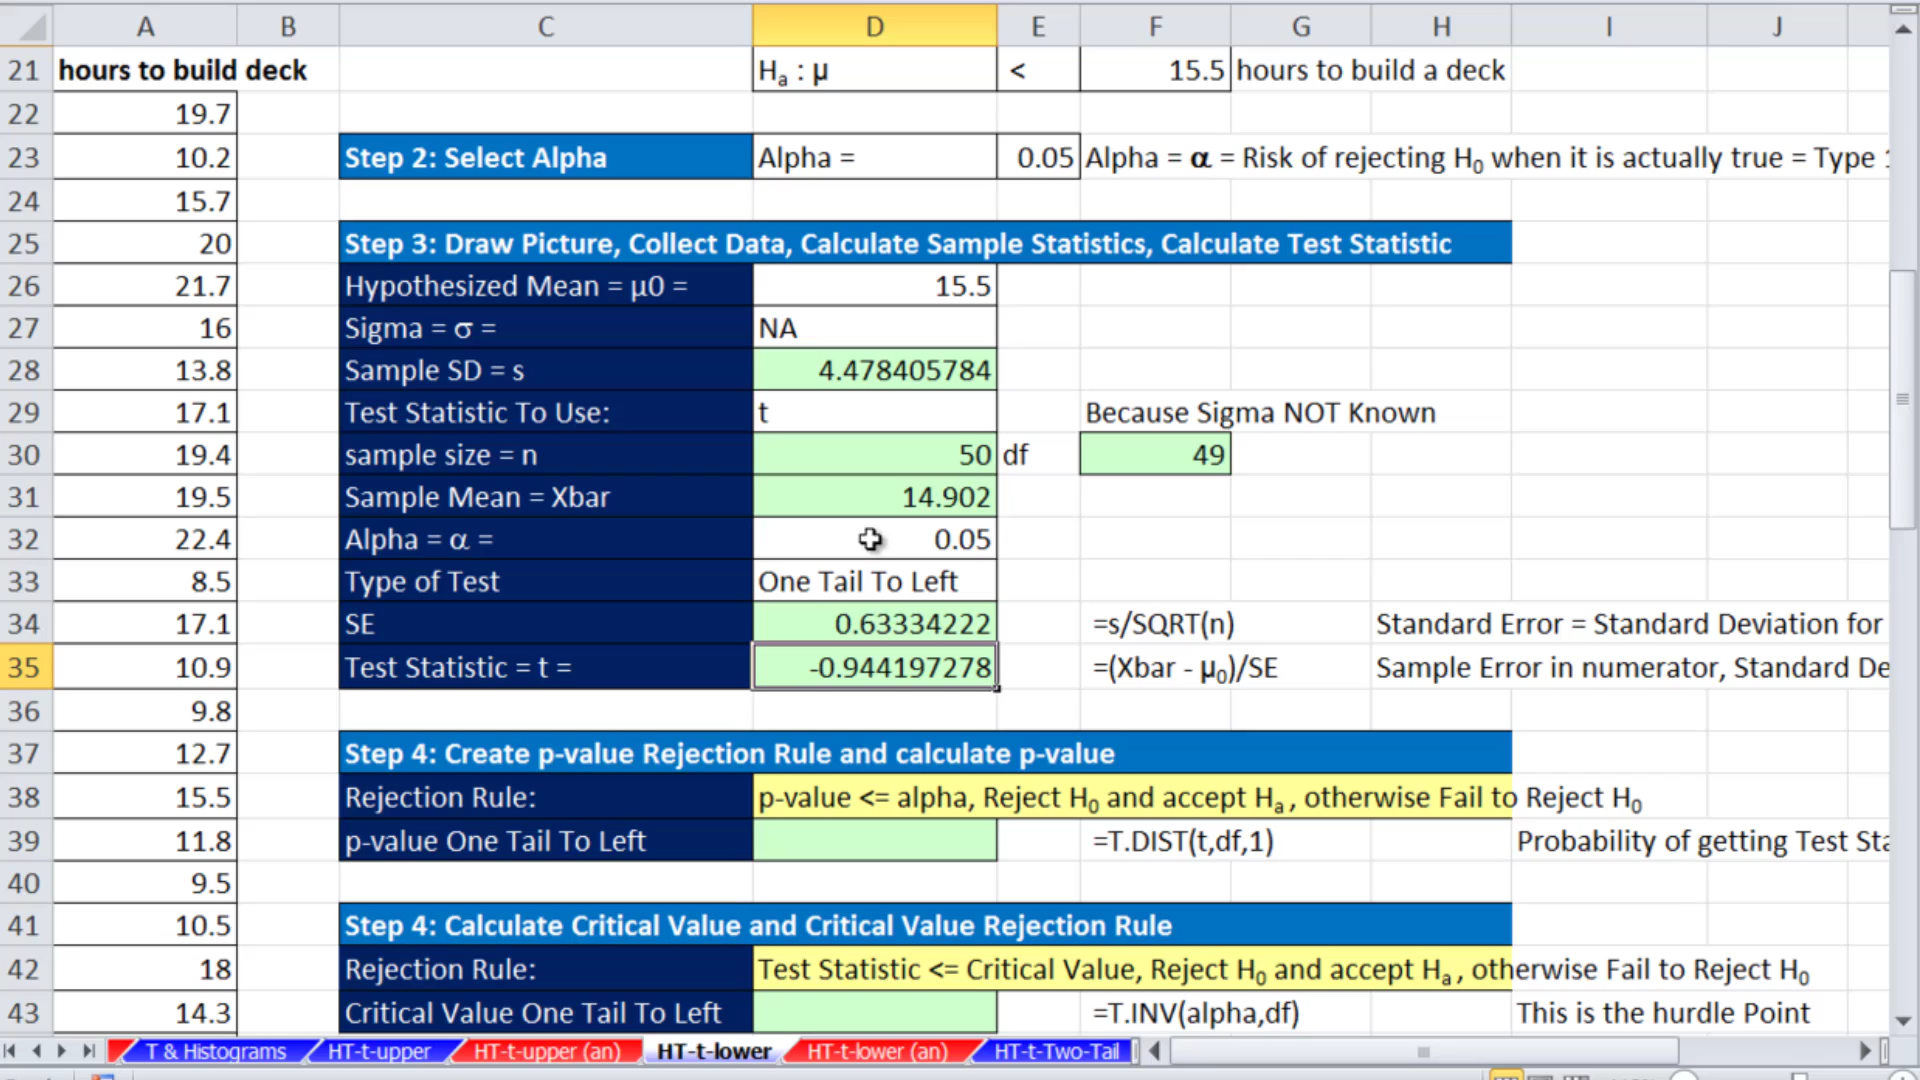 A B C D E F G H I J
21 hours to build deck Hₐ : µ < 15.5 hours to build a deck
22 19.7
23 10.2 Step 2: Select Alpha Alpha = 0.05 Alpha = α = Risk of rejecting H₀ when it is actually true = Type
24 15.7
25 20 Step 3: Draw Picture, Collect Data, Calculate Sample Statistics, Calculate Test Statistic
26 21.7 Hypothesized Mean = µ0 = 15.5
27 16 Sigma = σ = NA
28 13.8 Sample SD = s 4.478405784
29 17.1 Test Statistic To Use: t Because Sigma NOT Known
30 19.4 sample size = n 50 df 49
31 19.5 Sample Mean = Xbar 14.902
32 22.4 Alpha = α = 0.05
33 8.5 Type of Test One Tail To Left
34 17.1 SE 0.63334222 =s/SQRT(n) Standard Error = Standard Deviation for
35 10.9 Test Statistic = t = -0.944197278 =(Xbar - µ₀)/SE Sample Error in numerator, Standard De
36 9.8
37 12.7 Step 4: Create p-value Rejection Rule and calculate p-value
38 15.5 Rejection Rule: p-value <= alpha, Reject H₀ and accept Hₐ, otherwise Fail to Reject H₀
39 11.8 p-value One Tail To Left =T.DIST(t,df,1) Probability of getting Test Sta
40 9.5
41 10.5 Step 4: Calculate Critical Value and Critical Value Rejection Rule
42 18 Rejection Rule: Test Statistic <= Critical Value, Reject H₀ and accept Hₐ, otherwise Fail to Reject H₀
43 14.3 Critical Value One Tail To Left =T.INV(alpha,df) This is the hurdle Point
T & Histograms HT-t-upper HT-t-upper (an) HT-t-lower HT-t-lower (an) HT-t-Two-Tail